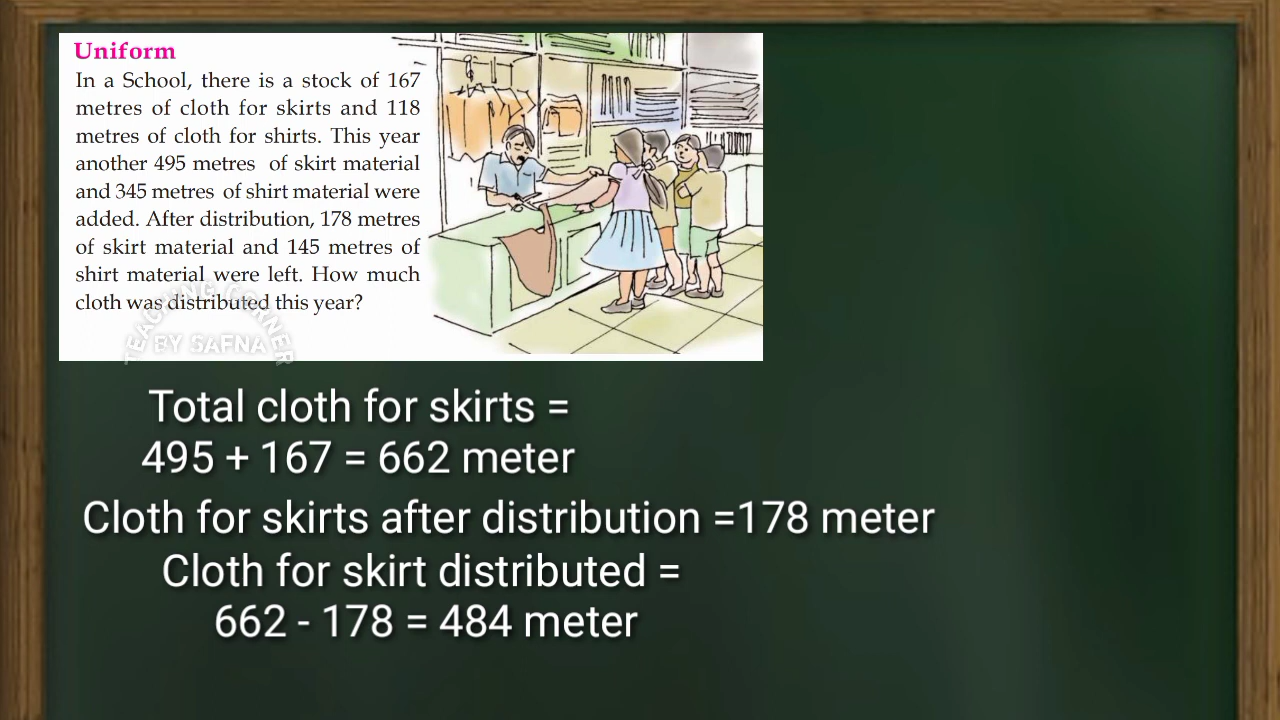 Uniform
In a School, there is a stock of 167
metres of cloth for skirts and 118
metres of cloth for shirts. This year
another 495 metres of skirt material
and 345 metres of shirt material were
added. After distribution, 178 metres
of skirt material and 145 metres of
shirt material were left. How much
cloth was distributed this year?
TEACHING CORNER
BY SAFNA
Total cloth for skirts =
495 + 167 = 662 meter
Cloth for skirts after distribution =178 meter
Cloth for skirt distributed =
662 - 178 = 484 meter